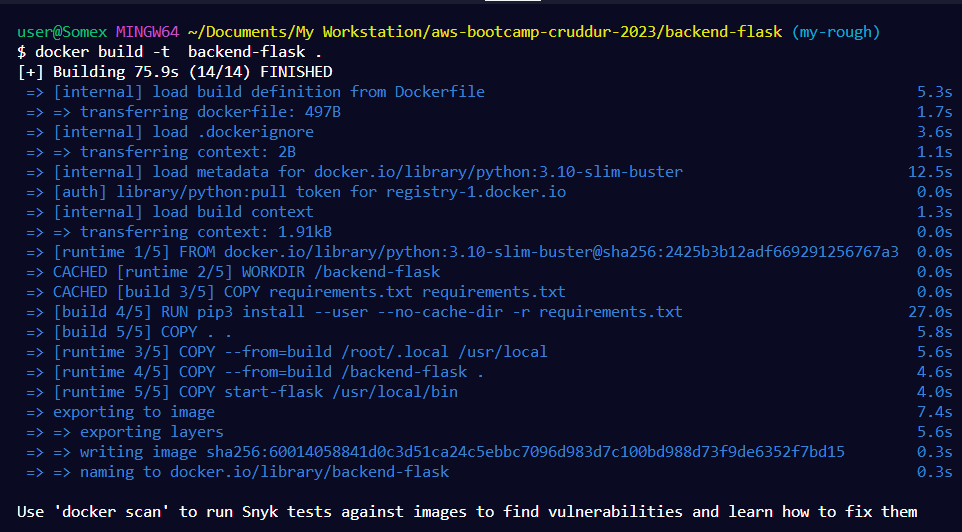 user@Somex MINGW64 ~/Documents/My Workstation/aws-bootcamp-cruddur-2023/backend-flask (my-rough)
$ docker build -t  backend-flask .
[+] Building 75.9s (14/14) FINISHED
=> [internal] load build definition from Dockerfile 5.3s
=> => transferring dockerfile: 497B 1.7s
=> [internal] load .dockerignore 3.6s
=> => transferring context: 2B 1.1s
=> [internal] load metadata for docker.io/library/python:3.10-slim-buster 12.5s
=> [auth] library/python:pull token for registry-1.docker.io 0.0s
=> [internal] load build context 1.3s
=> => transferring context: 1.91kB 0.0s
=> [runtime 1/5] FROM docker.io/library/python:3.10-slim-buster@sha256:2425b3b12adf669291256767a3 0.0s
=> CACHED [runtime 2/5] WORKDIR /backend-flask 0.0s
=> CACHED [build 3/5] COPY requirements.txt requirements.txt 0.0s
=> [build 4/5] RUN pip3 install --user --no-cache-dir -r requirements.txt 27.0s
=> [build 5/5] COPY . . 5.8s
=> [runtime 3/5] COPY --from=build /root/.local /usr/local 5.6s
=> [runtime 4/5] COPY --from=build /backend-flask . 4.6s
=> [runtime 5/5] COPY start-flask /usr/local/bin 4.0s
=> exporting to image 7.4s
=> => exporting layers 5.6s
=> => writing image sha256:60014058841d0c3d51ca24c5ebbc7096d983d7c100bd988d73f9de6352f7bd15 0.3s
=> => naming to docker.io/library/backend-flask 0.3s
Use 'docker scan' to run Snyk tests against images to find vulnerabilities and learn how to fix them